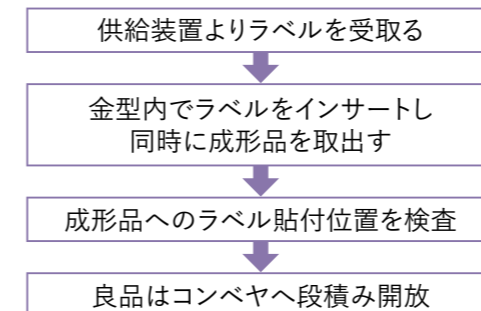 供給装置よりラベルを受取る
金型内でラベルをインサートし
同時に成形品を取出す
成形品へのラベル貼付位置を検査
良品はコンベヤへ段積み開放